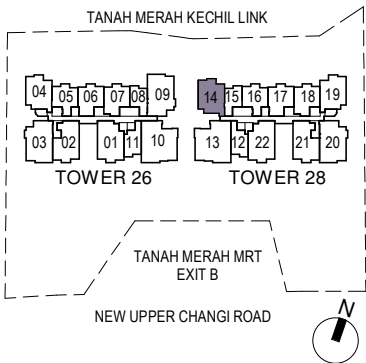 TANAH MERAH KECHIL LINK
04 05 06 07 08 09 14 15 16 17 18 19
03 02 01 11 10 13 12 22 21 20
TOWER 26 TOWER 28
TANAH MERAH MRT
EXIT B
NEW UPPER CHANGI ROAD
N